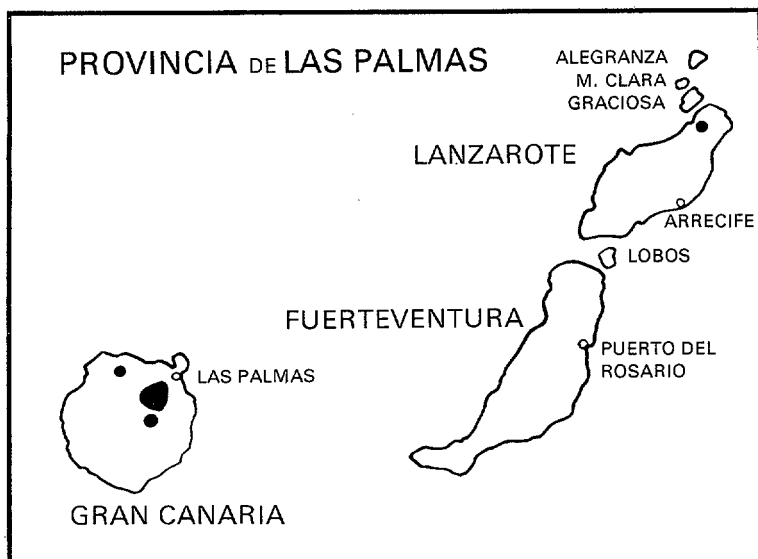 PROVINCIA DE LAS PALMAS
ALEGRANZA
M. CLARA
GRACIOSA
LANZAROTE
ARRECIFE
LOBOS
FUERTEVENTURA
PUERTO DEL
ROSARIO
LAS PALMAS
GRAN CANARIA